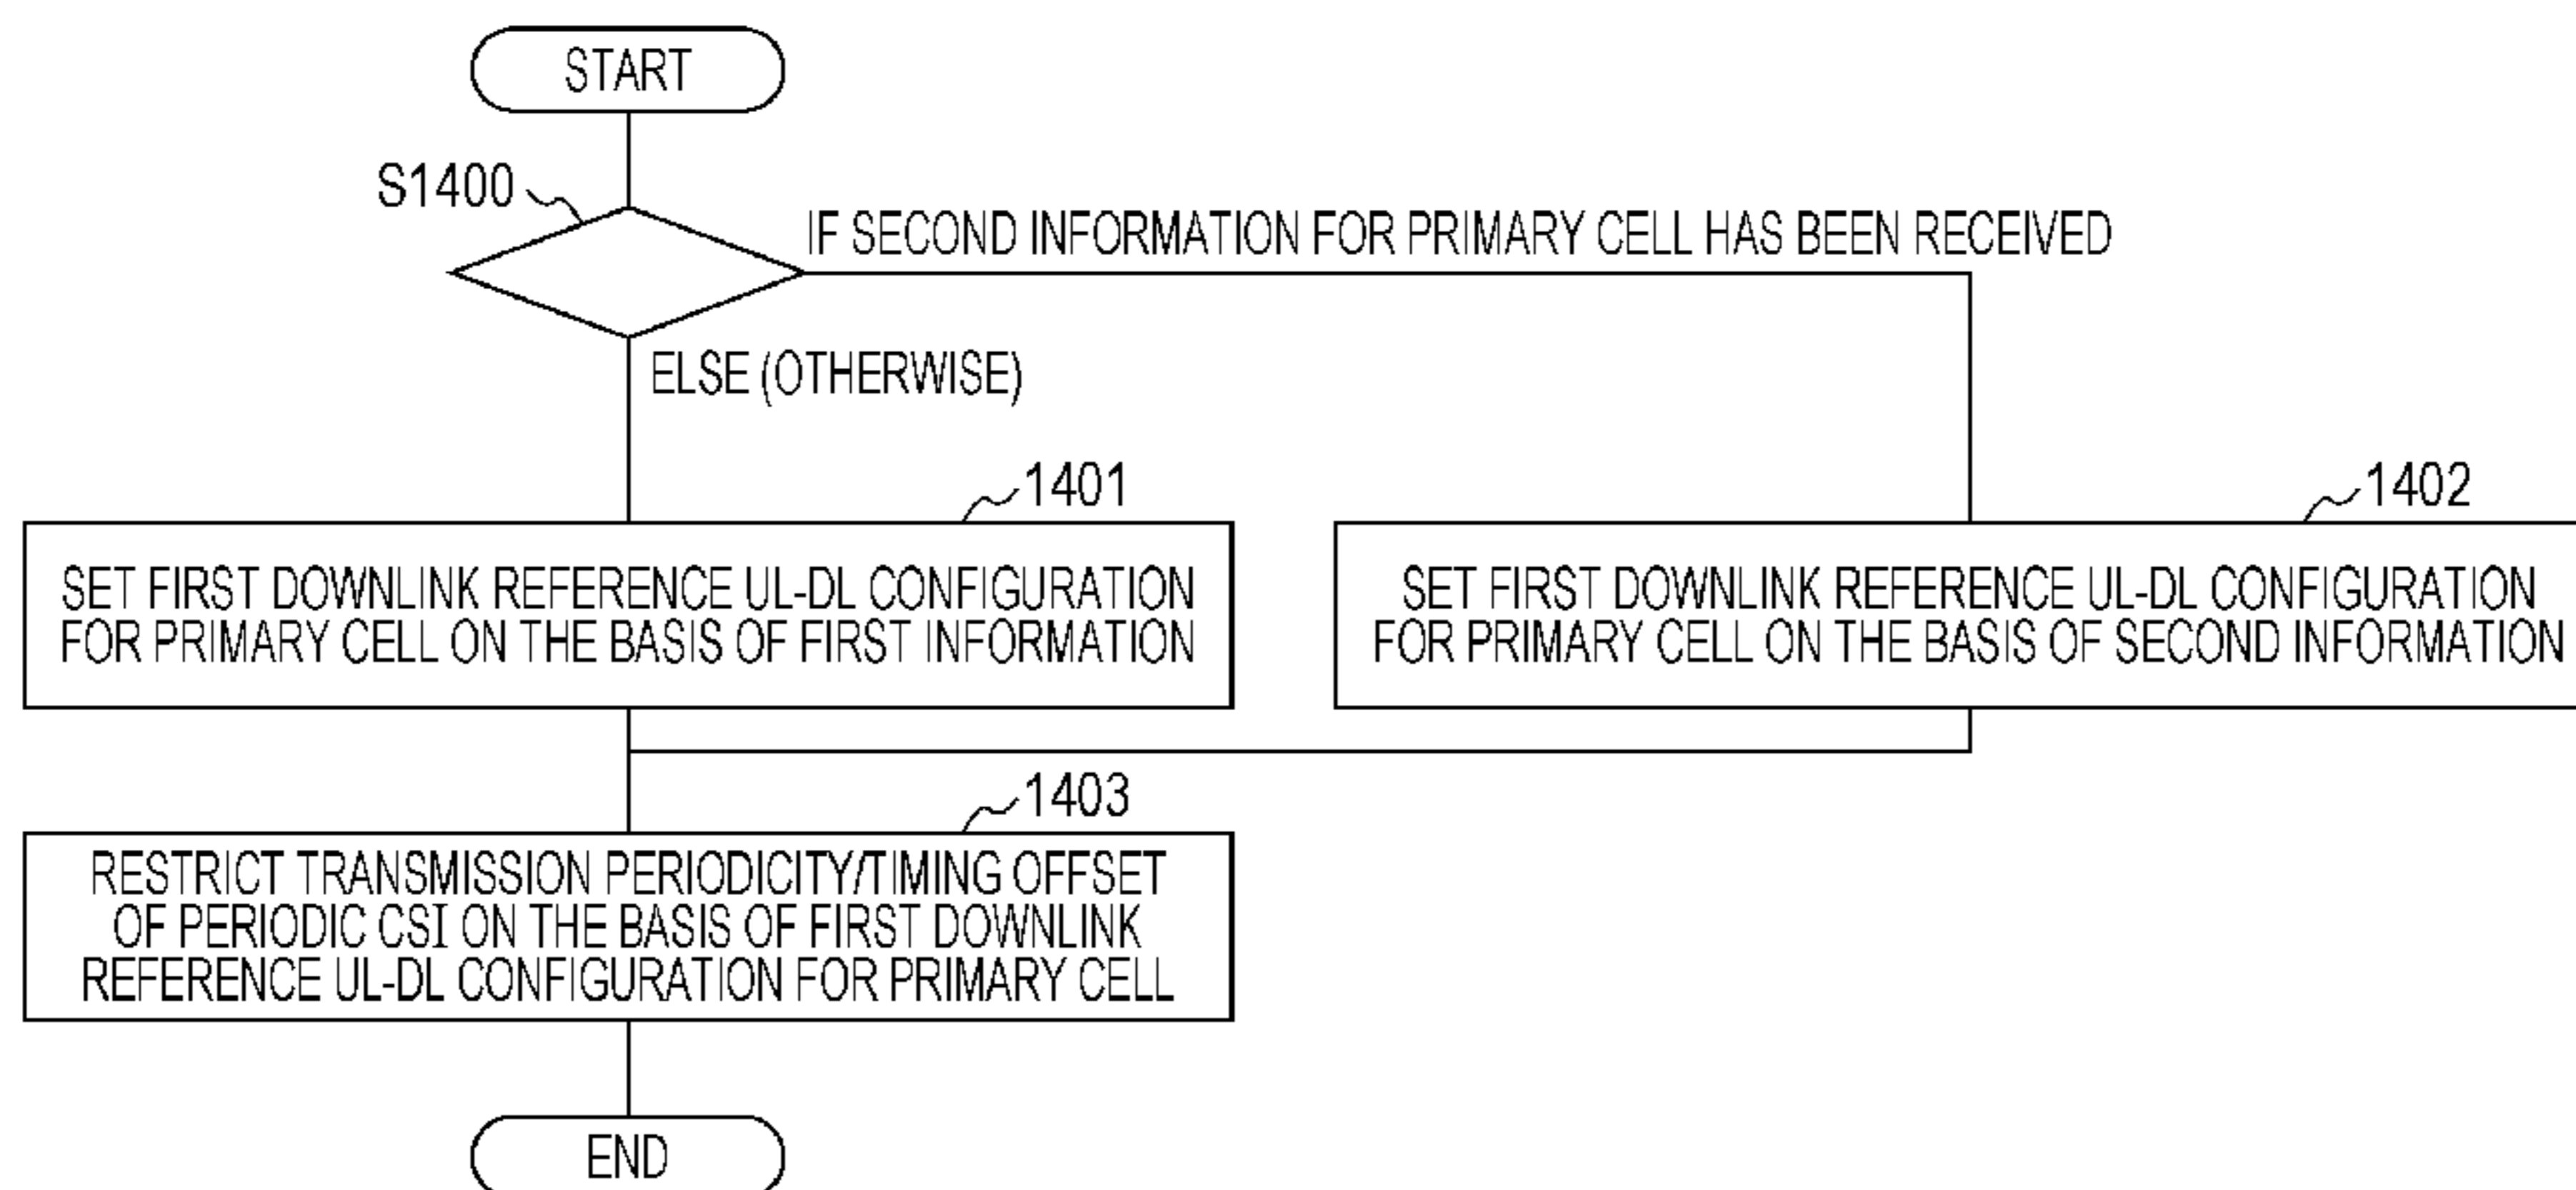 START
S1400
IF SECOND INFORMATION FOR PRIMARY CELL HAS BEEN RECEIVED
ELSE (OTHERWISE)
1401
SET FIRST DOWNLINK REFERENCE UL-DL CONFIGURATION
FOR PRIMARY CELL ON THE BASIS OF FIRST INFORMATION
1402
SET FIRST DOWNLINK REFERENCE UL-DL CONFIGURATION
FOR PRIMARY CELL ON THE BASIS OF SECOND INFORMATION
1403
RESTRICT TRANSMISSION PERIODICITY/TIMING OFFSET
OF PERIODIC CSI ON THE BASIS OF FIRST DOWNLINK
REFERENCE UL-DL CONFIGURATION FOR PRIMARY CELL
END